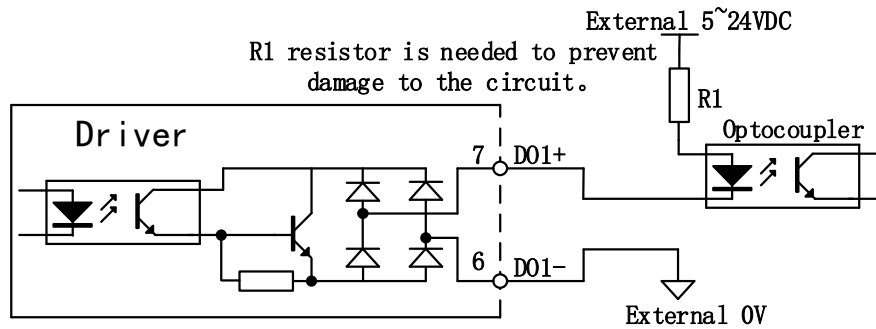 External 5~24VDC
R1 resistor is needed to prevent
damage to the circuit。
R1
Driver
Optocoupler
7
DO1+
6
DO1-
External 0V